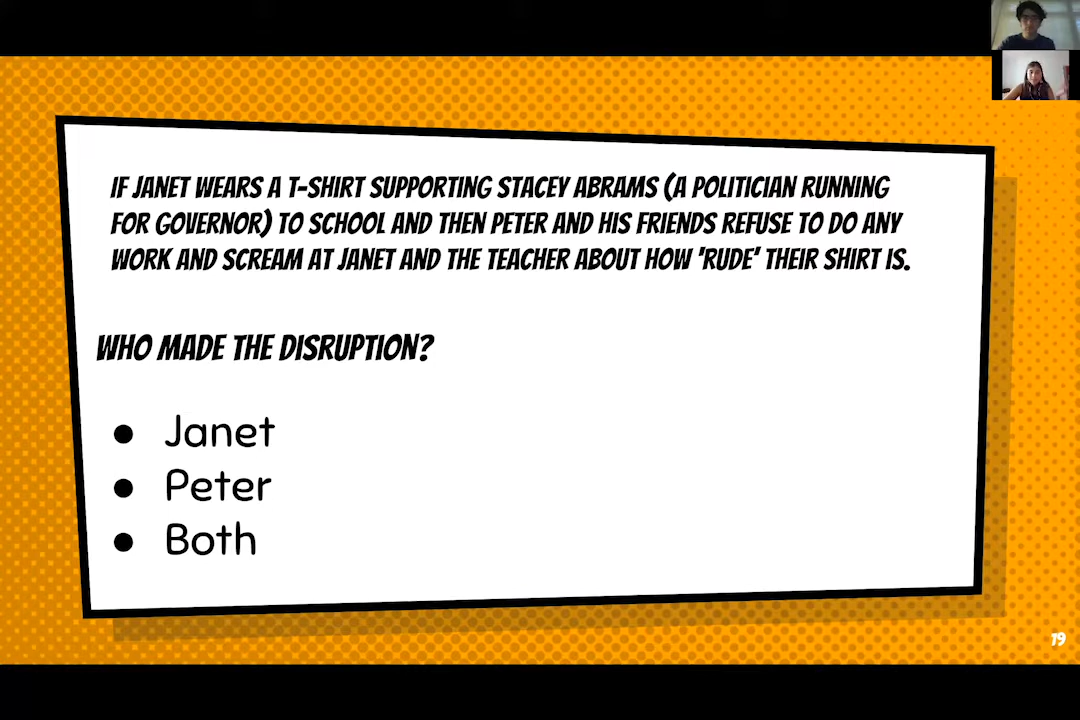 IF JANET WEARS A T-SHIRT SUPPORTING STACEY ABRAMS (A POLITICIAN RUNNING
FOR GOVERNOR) TO SCHOOL AND THEN PETER AND HIS FRIENDS REFUSE TO DO ANY
WORK AND SCREAM AT JANET AND THE TEACHER ABOUT HOW 'RUDE' THEIR SHIRT IS.
WHO MADE THE DISRUPTION?
● Janet
● Peter
● Both
19